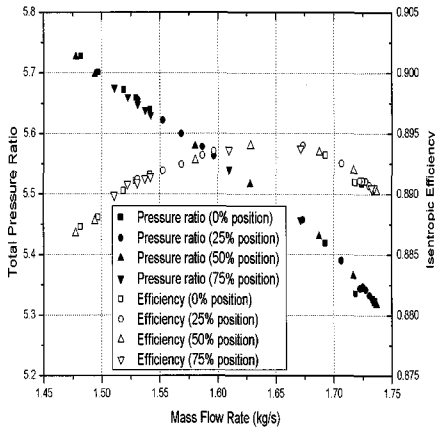 5.8
5.7
5.6
5.5
5.4
5.3
5.2
Total Pressure Ratio
0.905
0.900
0.895
0.890
0.885
0.880
0.875
Isentropic Efficiency
Pressure ratio (0% position)
Pressure ratio (25% position)
Pressure ratio (50% position)
Pressure ratio (75% position)
Efficiency (0% position)
Efficiency (25% position)
Efficiency (50% position)
Efficiency (75% position)
1.45 1.50 1.55 1.60 1.65 1.70 1.75
Mass Flow Rate (kg/s)